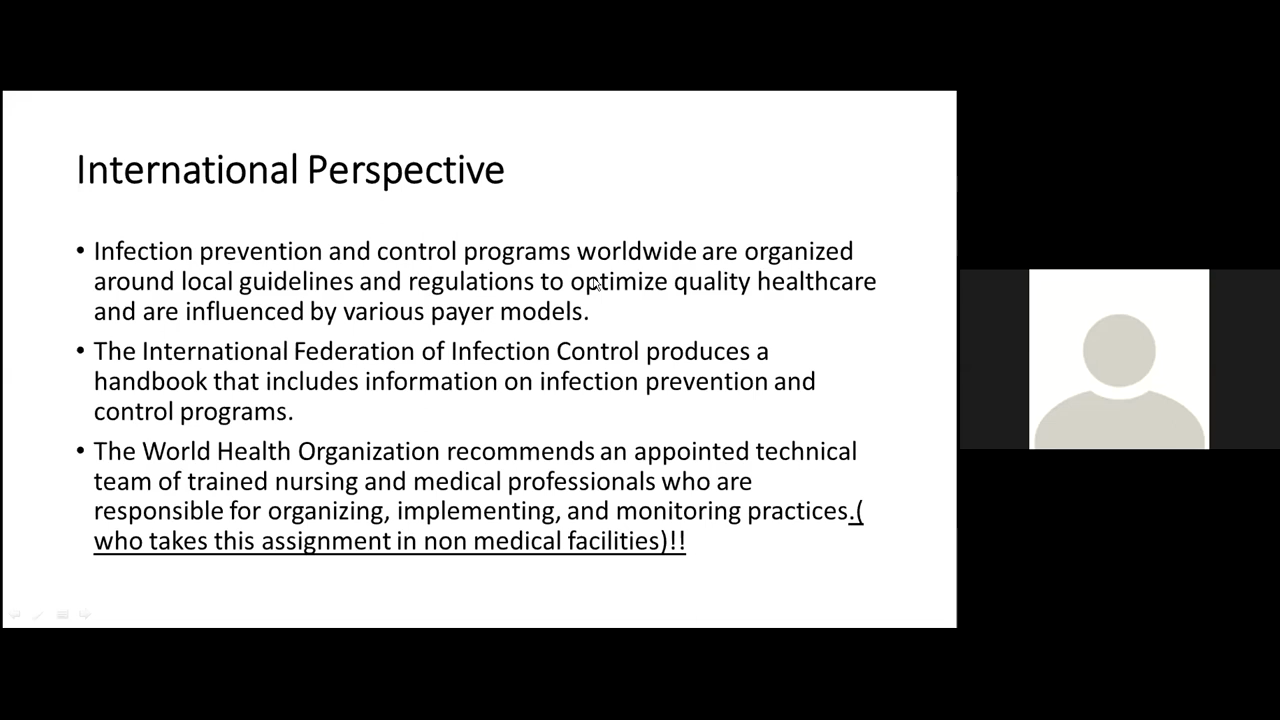 International Perspective
• Infection prevention and control programs worldwide are organized
around local guidelines and regulations to optimize quality healthcare
and are influenced by various payer models.
• The International Federation of Infection Control produces a
handbook that includes information on infection prevention and
control programs.
• The World Health Organization recommends an appointed technical
team of trained nursing and medical professionals who are
responsible for organizing, implementing, and monitoring practices.(
who takes this assignment in non medical facilities)!!